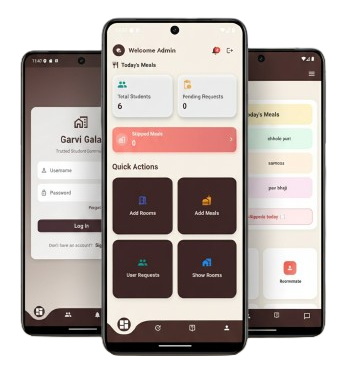 11:47
Garvi Gala
Trusted Student
Username
Password
Forgot
Log In
Don't have an account? Sig
Welcome Admin
Today's Meals
Total Students
6
Pending Requests
0
Skipped Meals
0
Quick Actions
Add Rooms
Add Meals
User Requests
Show Rooms
oday's Meals
chhole puri
samosa
pav bhaji
today
Roommate